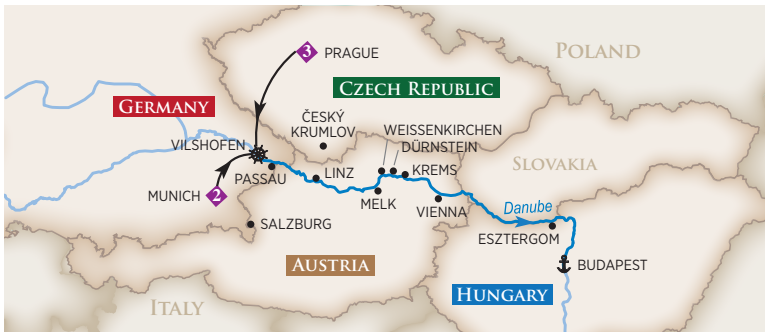 3 PRAGUE
POLAND
CZECH REPUBLIC
GERMANY
ČESKÝ
KRUMLOV
WEISSENKIRCHEN
DÜRNSTEIN
VILSHOFEN
SLOVAKIA
PASSAU
LINZ
KREMS
MUNICH 2
MELK
VIENNA
Danube
SALZBURG
ESZTERGOM
AUSTRIA
BUDAPEST
HUNGARY
ITALY